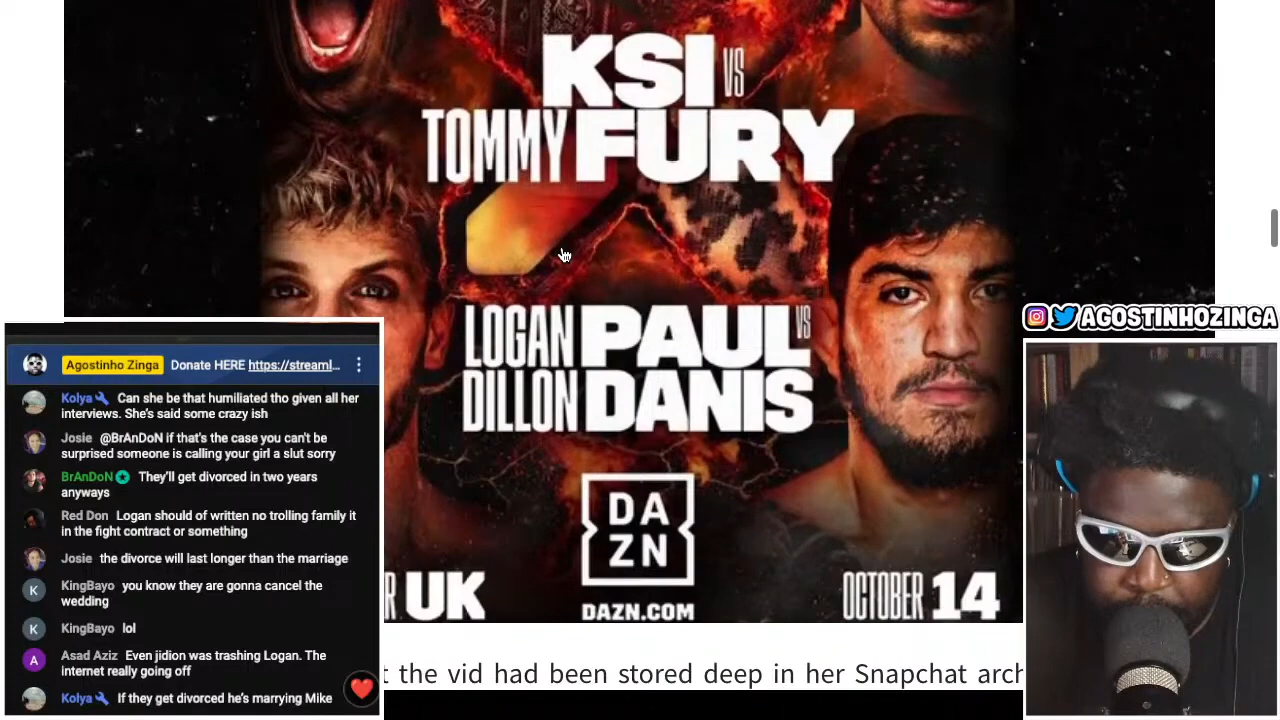 KSI VS
TOMMY FURY
LOGAN PAUL VS
DILLON DANIS
DA
ZN
DAZN.COM
UK
OCTOBER 14
t the vid had been stored deep in her Snapchat arch
AGOSTINHOZINGA
Agostinho Zinga Donate HERE https://streaml...
Kolya Can she be that humiliated tho given all her
interviews. She's said some crazy ish
Josie @BrAnDoN if that's the case you can't be
surprised someone is calling your girl a slut sorry
BrAnDoN They'll get divorced in two years
anyways
Red Don Logan should of written no trolling family it
in the fight contract or something
Josie the divorce will last longer than the marriage
K KingBayo you know they are gonna cancel the
wedding
K KingBayo lol
A Asad Aziz Even jidion was trashing Logan. The
internet really going off
Kolya If they get divorced he's marrying Mike